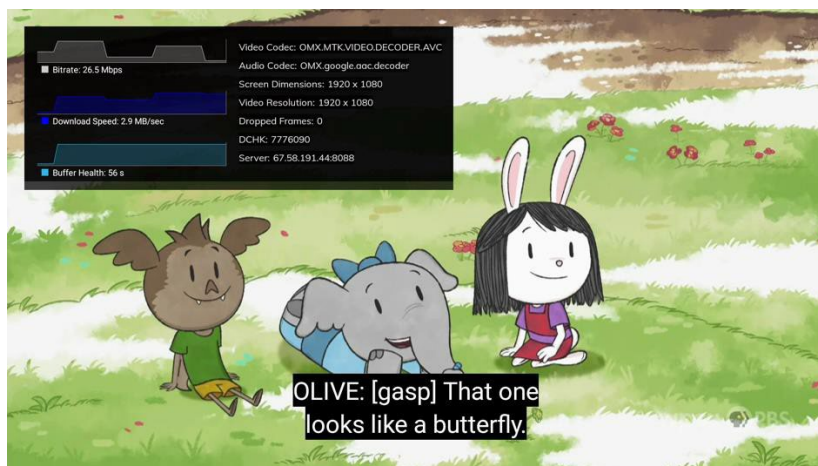 Video Codec: OMX.MTK.VIDEO.DECODER.AVC
Audio Codec: OMX.google.aac.decoder
Bitrate: 26.5 Mbps
Screen Dimensions: 1920 x 1080
Video Resolution: 1920 x 1080
Download Speed: 2.9 MB/sec
Dropped Frames: 0
DCHK: 7776090
Server: 67.58.191.44:8088
Buffer Health: 56 s
OLIVE: [gasp] That one
looks like a butterfly.
PBS